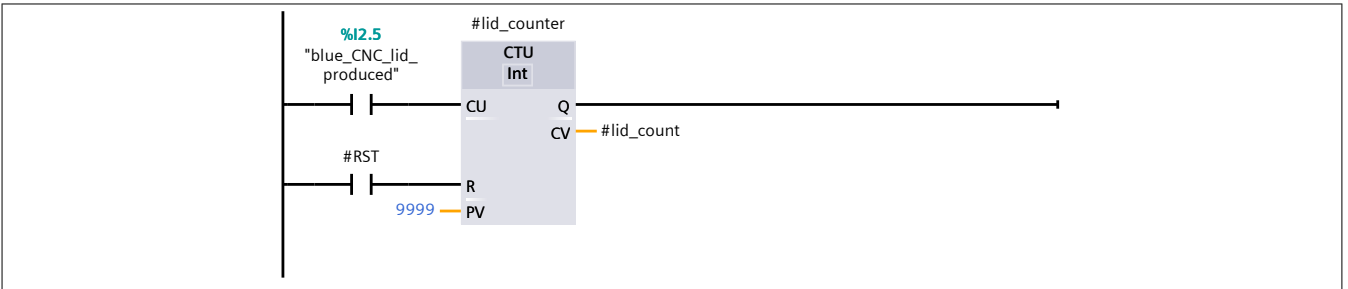 #lid_counter
%I2.5
"blue_CNC_lid_
produced"
CTU
Int
CU
Q
CV
#lid_count
#RST
R
9999
PV